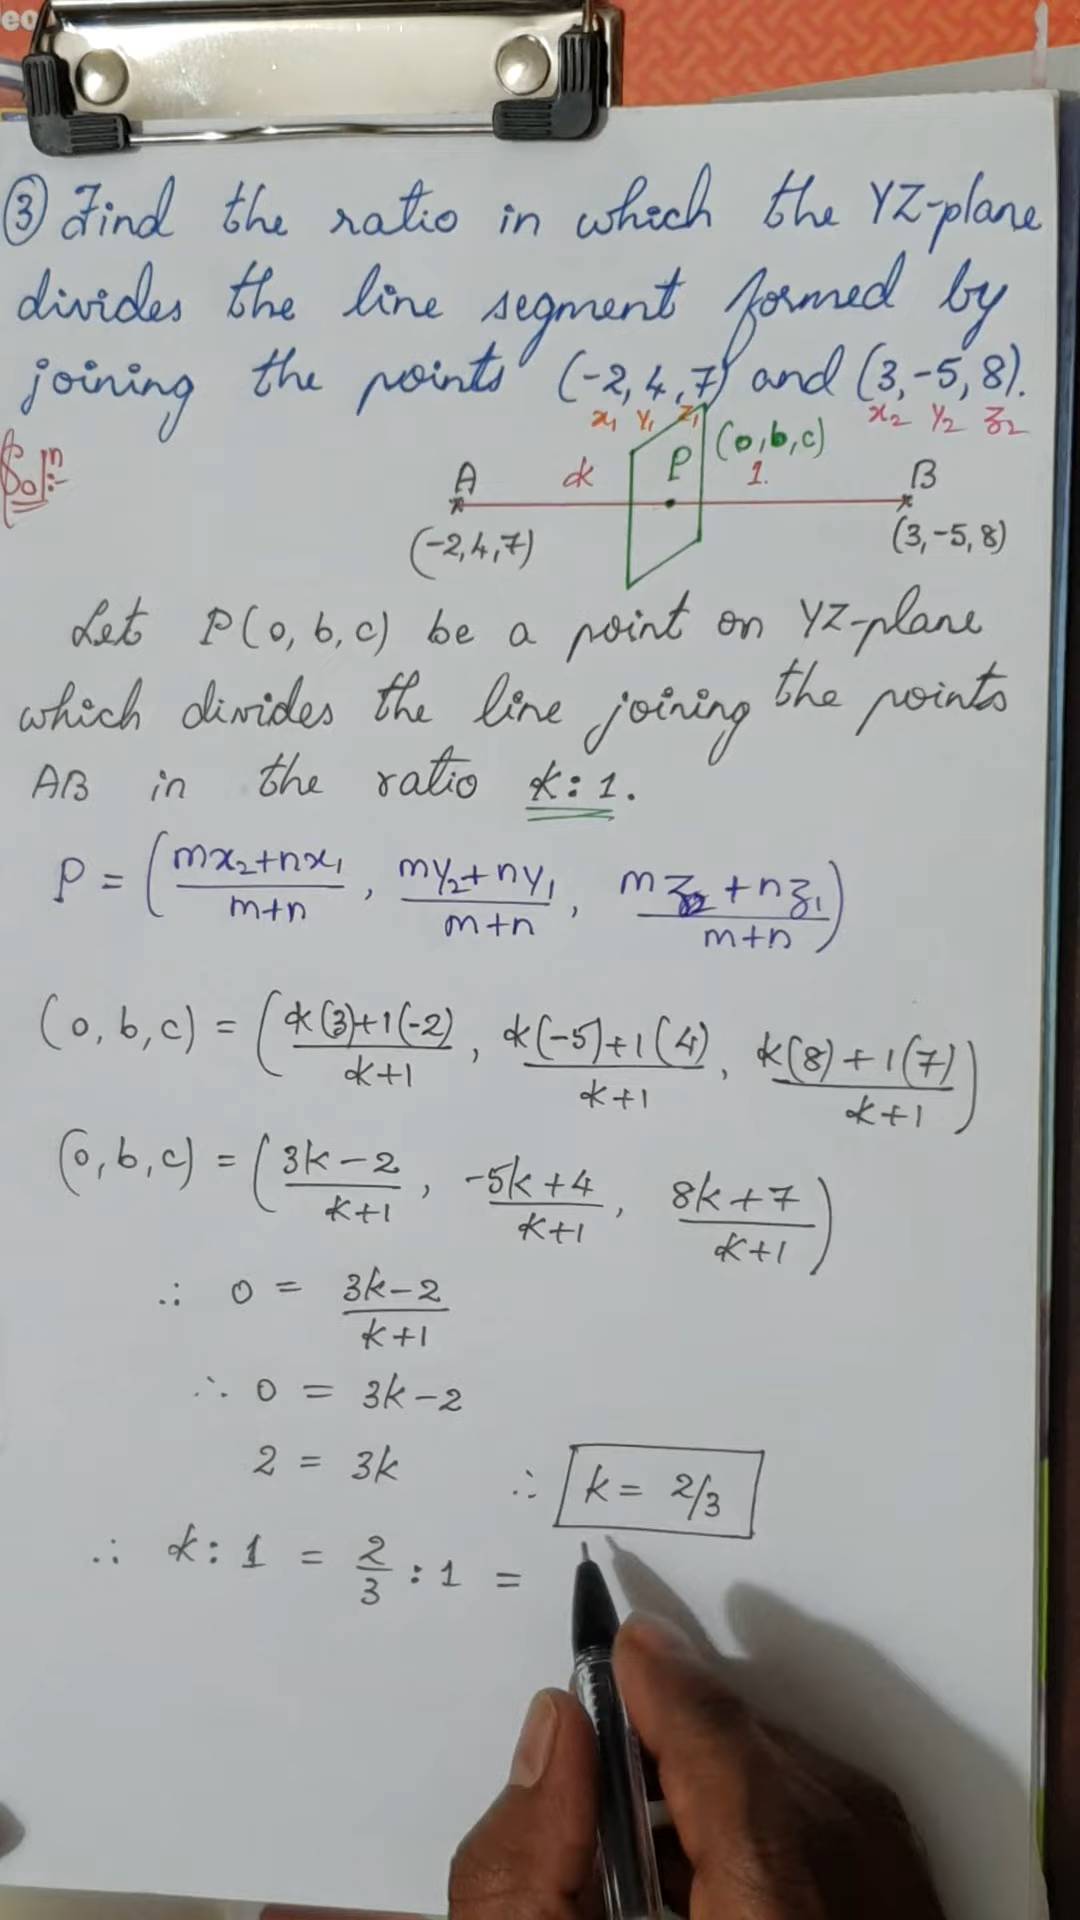 eo
③ Find the ratio in which the YZ-plane
divides the line segment formed by
joining the points (-2, 4, 7) and (3, -5, 8).
x₁ y₁ z₁ x₂ y₂ z₂
Solⁿ:-
A k P (0, b, c) 1. B
(-2, 4, 7) (3, -5, 8)
Let P(0, b, c) be a point on YZ-plane
which divides the line joining the points
AB in the ratio k : 1.
P = ( (mx₂+nx₁)/(m+n) , (my₂+ny₁)/(m+n) , (mz₂+nz₁)/(m+n) )
(0, b, c) = ( (k(3)+1(-2))/(k+1) , (k(-5)+1(4))/(k+1) , (k(8)+1(7))/(k+1) )
(0, b, c) = ( (3k-2)/(k+1) , (-5k+4)/(k+1) , (8k+7)/(k+1) )
∴ 0 = (3k-2)/(k+1)
∴ 0 = 3k-2
2 = 3k ∴ k = 2/3
∴ k : 1 = 2/3 : 1 =